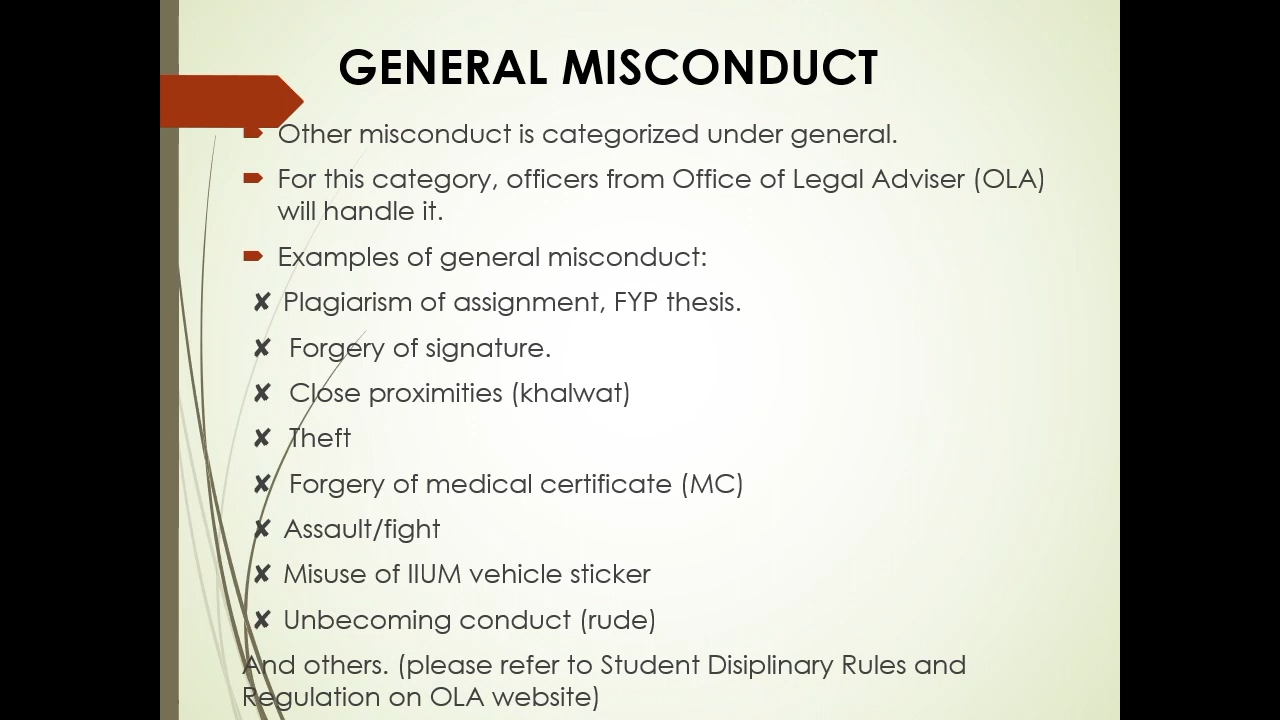 GENERAL MISCONDUCT
Other misconduct is categorized under general.
For this category, officers from Office of Legal Adviser (OLA)
will handle it.
Examples of general misconduct:
✘ Plagiarism of assignment, FYP thesis.
✘ Forgery of signature.
✘ Close proximities (khalwat)
✘ Theft
✘ Forgery of medical certificate (MC)
✘ Assault/fight
✘ Misuse of IIUM vehicle sticker
✘ Unbecoming conduct (rude)
And others. (please refer to Student Disiplinary Rules and
Regulation on OLA website)